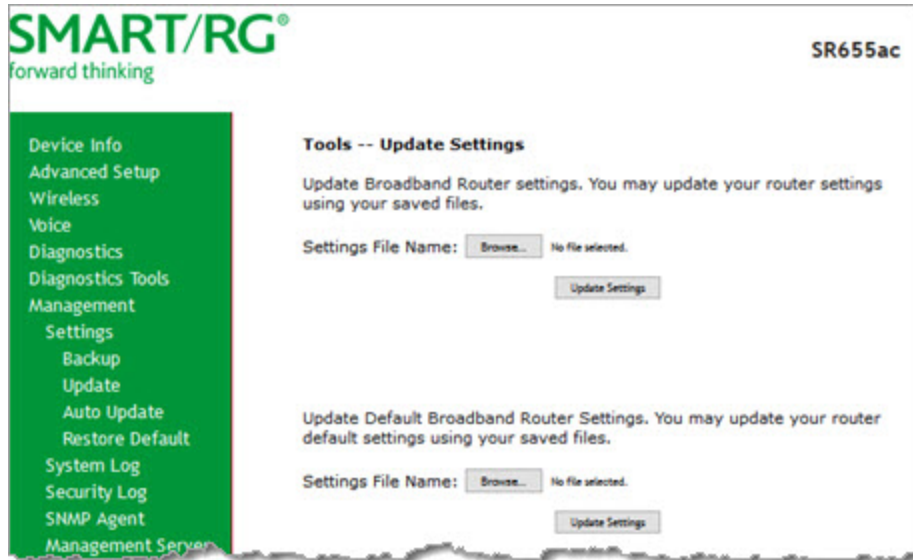 SMART/RG®
forward thinking
SR655ac
Device Info
Advanced Setup
Wireless
Voice
Diagnostics
Diagnostics Tools
Management
Settings
Backup
Update
Auto Update
Restore Default
System Log
Security Log
SNMP Agent
Management Server
Tools -- Update Settings
Update Broadband Router settings. You may update your router settings
using your saved files.
Settings File Name: Browse... No file selected.
Update Settings
Update Default Broadband Router Settings. You may update your router
default settings using your saved files.
Settings File Name: Browse... No file selected.
Update Settings